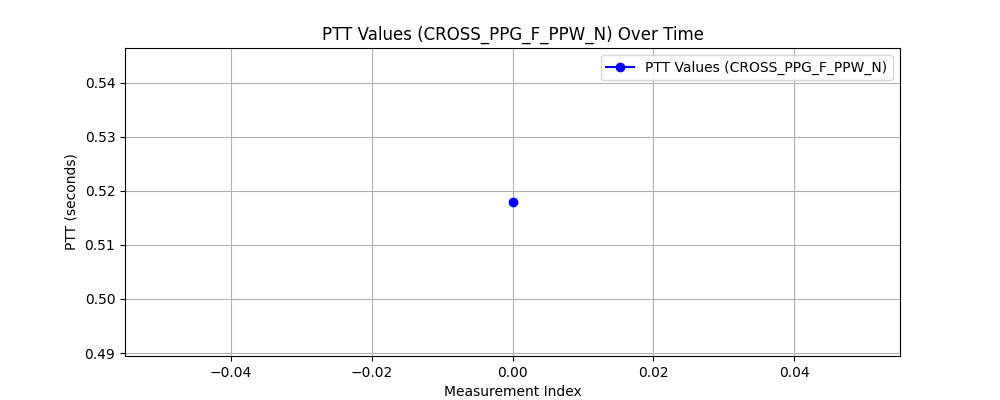 PTT Values (CROSS_PPG_F_PPW_N) Over Time
PTT Values (CROSS_PPG_F_PPW_N)
PTT (seconds)
0.54
0.53
0.52
0.51
0.50
0.49
−0.04 −0.02 0.00 0.02 0.04
Measurement Index